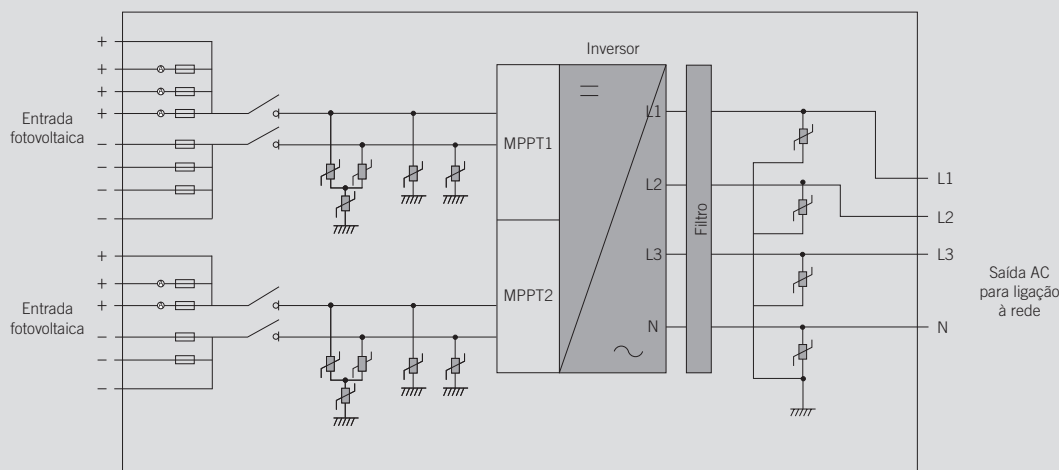 Inversor
+
+
+
+
Entrada
fotovoltaica
−
−
−
−
A
A
A
MPPT1
L1
L2
L3
N
Filtro
L1
L2
L3
N
Saída AC
para ligação
à rede
+
+
+
Entrada
fotovoltaica
−
−
−
A
A
MPPT2